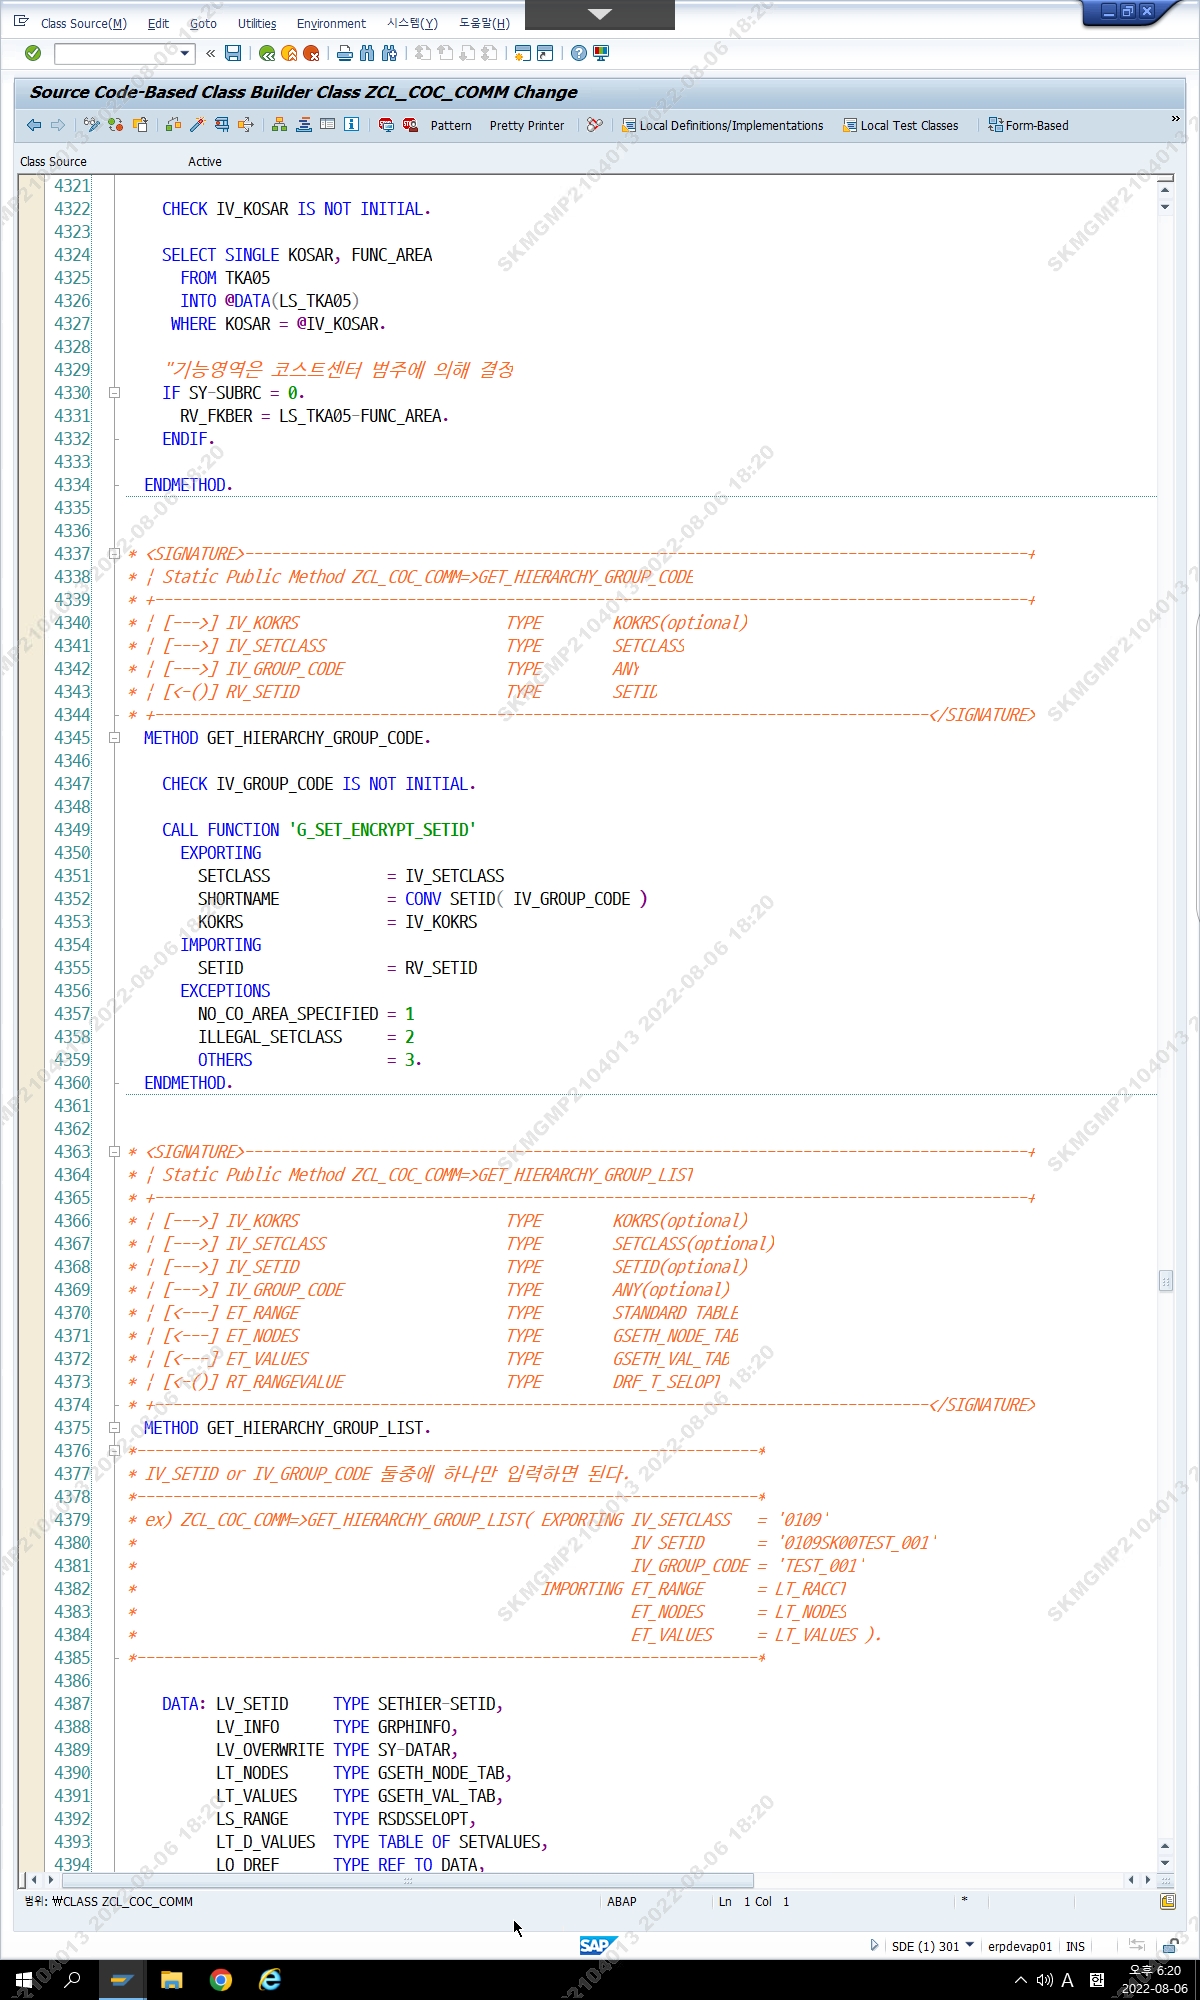 Class Source(M) Edit Goto Utilities Environment 시스템(Y) 도움말(H)
Source Code-Based Class Builder Class ZCL_COC_COMM Change
Pattern Pretty Printer Local Definitions/Implementations Local Test Classes Form-Based
Class Source Active
4321
4322 CHECK IV_KOSAR IS NOT INITIAL.
4323
4324 SELECT SINGLE KOSAR, FUNC_AREA
4325 FROM TKA05
4326 INTO @DATA(LS_TKA05)
4327 WHERE KOSAR = @IV_KOSAR.
4328
4329 "기능영역은 코스트센터 범주에 의해 결정
4330 IF SY-SUBRC = 0.
4331 RV_FKBER = LS_TKA05-FUNC_AREA.
4332 ENDIF.
4333
4334 ENDMETHOD.
4335
4336
4337 * <SIGNATURE>---------------------------------------------------------------------------------------+
4338 * ¦ Static Public Method ZCL_COC_COMM=>GET_HIERARCHY_GROUP_CODE
4339 * +-------------------------------------------------------------------------------------------------+
4340 * ¦ [--->] IV_KOKRS TYPE KOKRS(optional)
4341 * ¦ [--->] IV_SETCLASS TYPE SETCLASS
4342 * ¦ [--->] IV_GROUP_CODE TYPE ANY
4343 * ¦ [<-()] RV_SETID TYPE SETID
4344 * +--------------------------------------------------------------------------------------</SIGNATURE>
4345 METHOD GET_HIERARCHY_GROUP_CODE.
4346
4347 CHECK IV_GROUP_CODE IS NOT INITIAL.
4348
4349 CALL FUNCTION 'G_SET_ENCRYPT_SETID'
4350 EXPORTING
4351 SETCLASS = IV_SETCLASS
4352 SHORTNAME = CONV SETID( IV_GROUP_CODE )
4353 KOKRS = IV_KOKRS
4354 IMPORTING
4355 SETID = RV_SETID
4356 EXCEPTIONS
4357 NO_CO_AREA_SPECIFIED = 1
4358 ILLEGAL_SETCLASS = 2
4359 OTHERS = 3.
4360 ENDMETHOD.
4361
4362
4363 * <SIGNATURE>---------------------------------------------------------------------------------------+
4364 * ¦ Static Public Method ZCL_COC_COMM=>GET_HIERARCHY_GROUP_LIST
4365 * +-------------------------------------------------------------------------------------------------+
4366 * ¦ [--->] IV_KOKRS TYPE KOKRS(optional)
4367 * ¦ [--->] IV_SETCLASS TYPE SETCLASS(optional)
4368 * ¦ [--->] IV_SETID TYPE SETID(optional)
4369 * ¦ [--->] IV_GROUP_CODE TYPE ANY(optional)
4370 * ¦ [<---] ET_RANGE TYPE STANDARD TABLE
4371 * ¦ [<---] ET_NODES TYPE GSETH_NODE_TAB
4372 * ¦ [<---] ET_VALUES TYPE GSETH_VAL_TAB
4373 * ¦ [<-()] RT_RANGEVALUE TYPE DRF_T_SELOPT
4374 * +--------------------------------------------------------------------------------------</SIGNATURE>
4375 METHOD GET_HIERARCHY_GROUP_LIST.
4376 *---------------------------------------------------------------------*
4377 * IV_SETID or IV_GROUP_CODE 둘중에 하나만 입력하면 된다.
4378 *---------------------------------------------------------------------*
4379 * ex) ZCL_COC_COMM=>GET_HIERARCHY_GROUP_LIST( EXPORTING IV_SETCLASS = '0109'
4380 * IV_SETID = '0109SK00TEST_001'
4381 * IV_GROUP_CODE = 'TEST_001'
4382 * IMPORTING ET_RANGE = LT_RACCT
4383 * ET_NODES = LT_NODES
4384 * ET_VALUES = LT_VALUES ).
4385 *---------------------------------------------------------------------*
4386
4387 DATA: LV_SETID TYPE SETHIER-SETID,
4388 LV_INFO TYPE GRPHINFO,
4389 LV_OVERWRITE TYPE SY-DATAR,
4390 LT_NODES TYPE GSETH_NODE_TAB,
4391 LT_VALUES TYPE GSETH_VAL_TAB,
4392 LS_RANGE TYPE RSDSSELOPT,
4393 LT_D_VALUES TYPE TABLE OF SETVALUES,
4394 LO_DREF TYPE REF TO DATA,
범위: ₩CLASS ZCL_COC_COMM ABAP Ln 1 Col 1 *
SAP SDE (1) 301 erpdevap01 INS
A 한 오후 6:20
2022-08-06
SKMGMP2104013 2022-08-06 18:20